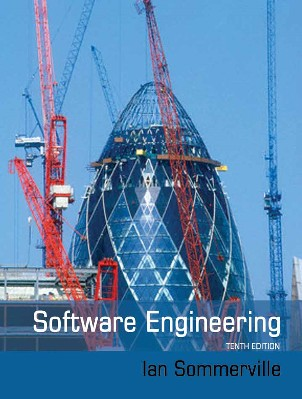 Software Engineering
TENTH EDITION
Ian Sommerville